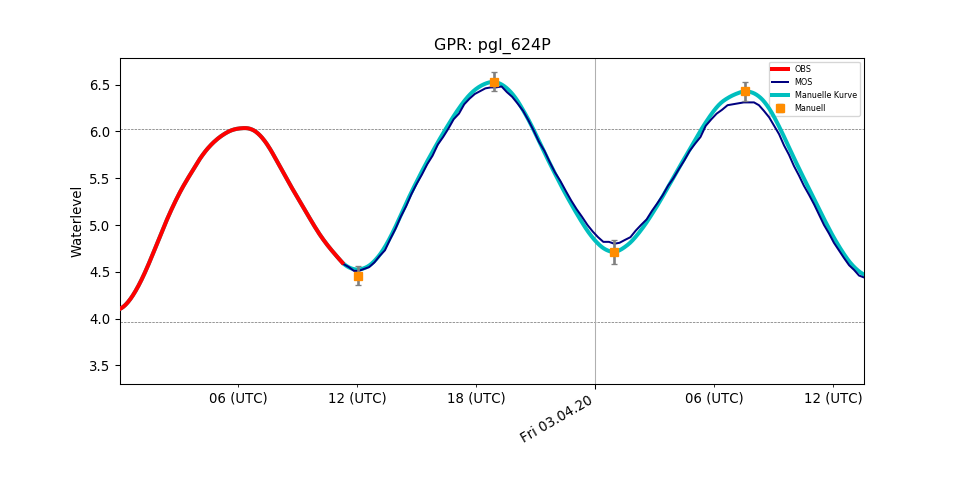 GPR: pgl_624P
OBS
MOS
Manuelle Kurve
Manuell
Waterlevel
6.5
6.0
5.5
5.0
4.5
4.0
3.5
06 (UTC)
12 (UTC)
18 (UTC)
Fri 03.04.20
06 (UTC)
12 (UTC)